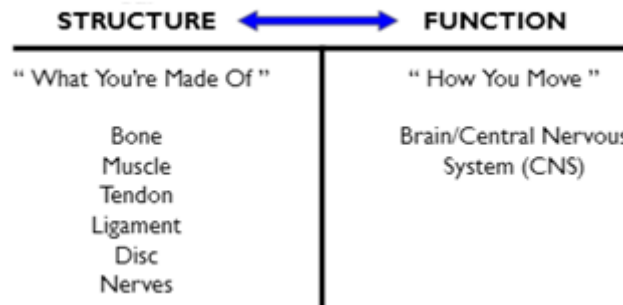 STRUCTURE FUNCTION
“ What You're Made Of ” “ How You Move ”
Bone Brain/Central Nervous
Muscle System (CNS)
Tendon
Ligament
Disc
Nerves